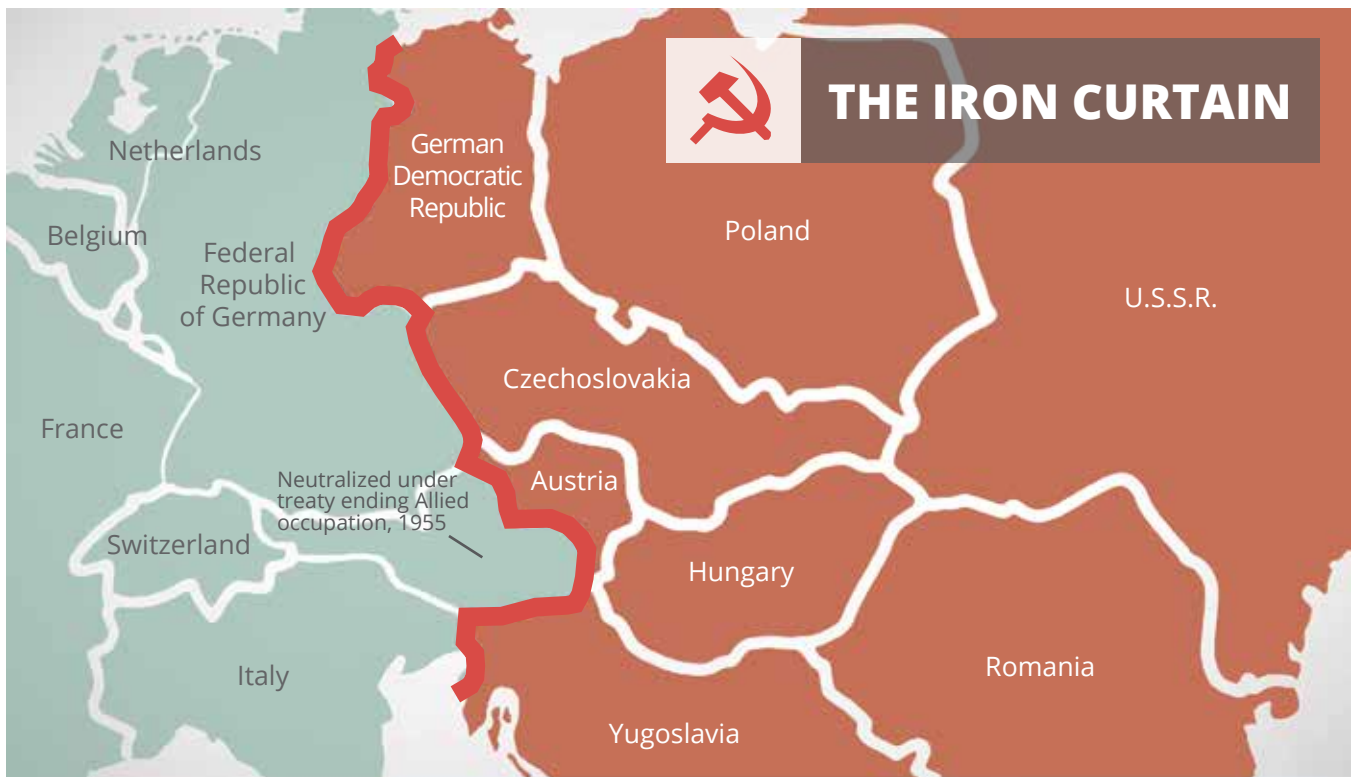 THE IRON CURTAIN
Netherlands
German
Democratic
Republic
Belgium
Federal
Republic
of Germany
Poland
U.S.S.R.
Czechoslovakia
France
Neutralized under
treaty ending Allied
occupation, 1955
Austria
Switzerland
Hungary
Italy
Romania
Yugoslavia